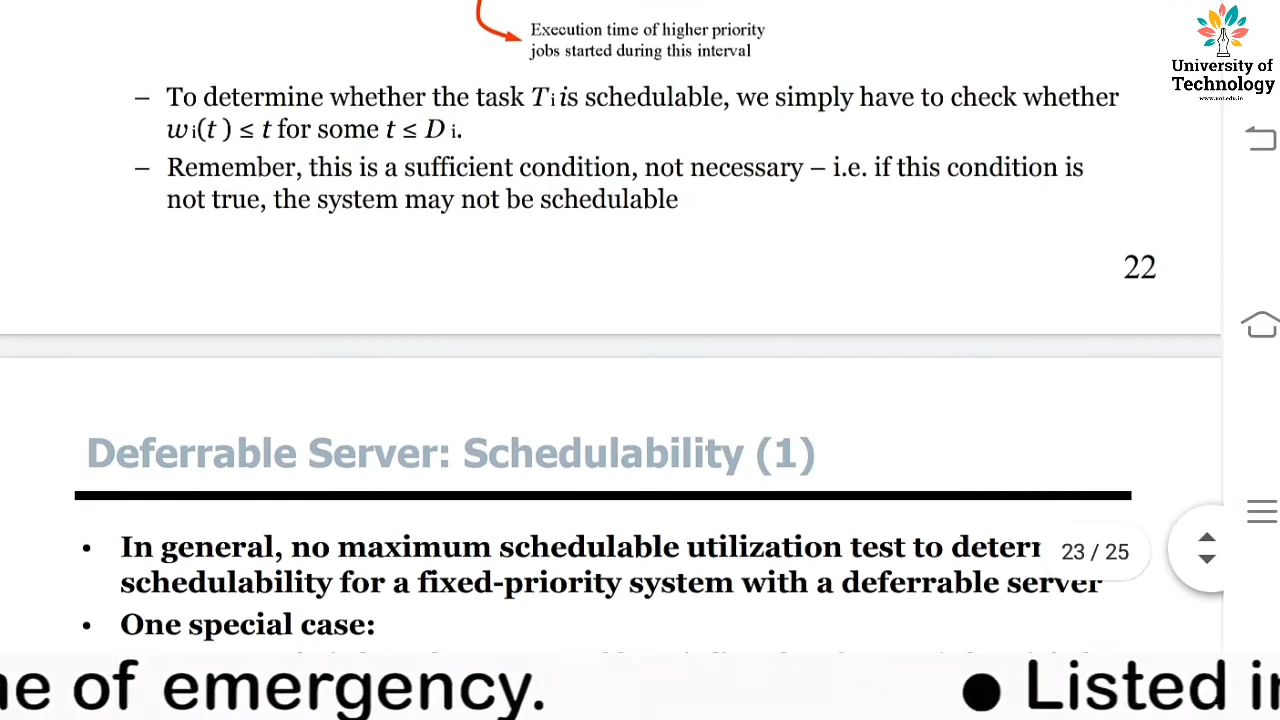 Execution time of higher priority
jobs started during this interval
University of
Technology
www.uot.edu.in
– To determine whether the task T i is schedulable, we simply have to check whether
w i(t ) ≤ t for some t ≤ D i.
– Remember, this is a sufficient condition, not necessary – i.e. if this condition is
not true, the system may not be schedulable
22
Deferrable Server: Schedulability (1)
• In general, no maximum schedulable utilization test to deter
schedulability for a fixed-priority system with a deferrable server
23 / 25
• One special case:
of emergency.
● Listed